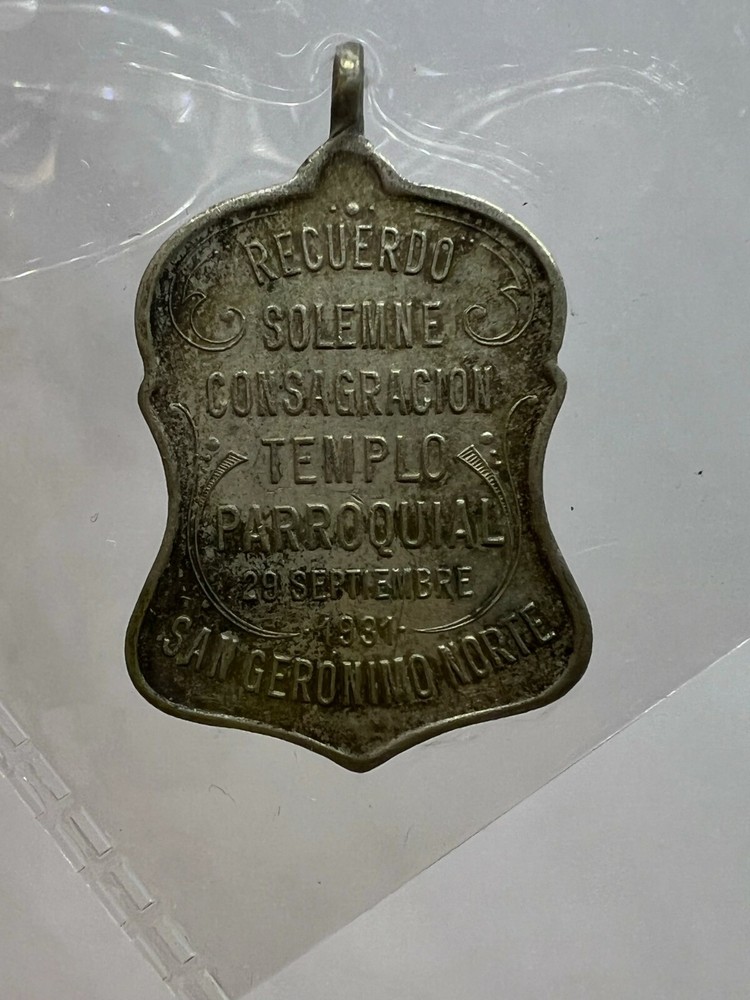 RECUERDO
SOLEMNE
CONSAGRACION
TEMPLO
PARROQUIAL
29 SEPTIEMBRE
·1931·
SAN GERONIMO NORTE